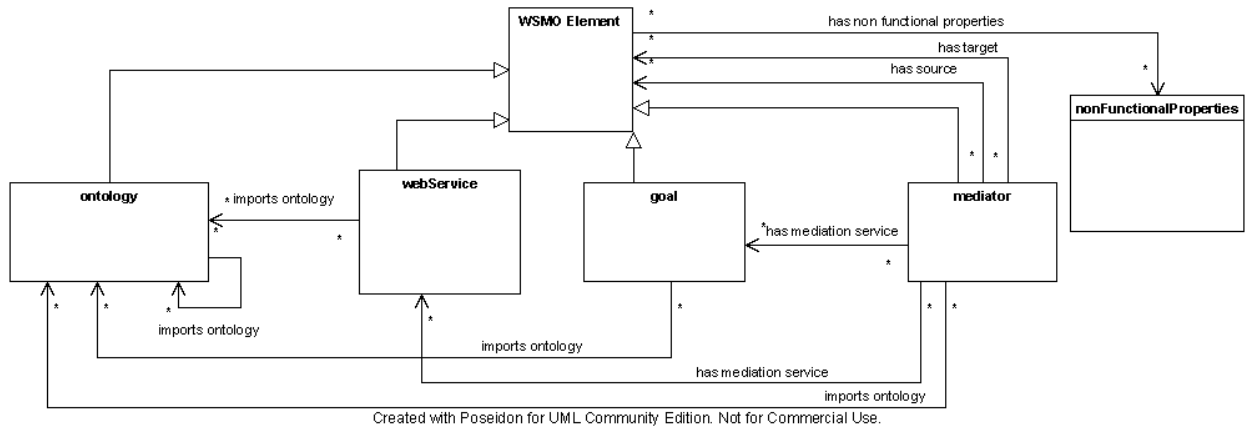 WSMO Element
*
has non functional properties
*
has target
*
has source
*
nonFunctionalProperties
*
*
ontology
webService
goal
mediator
* imports ontology
*
*
*
has mediation service
*
*
imports ontology
*
*
*
*
*
*
*
imports ontology
has mediation service
imports ontology
Created with Poseidon for UML Community Edition. Not for Commercial Use.